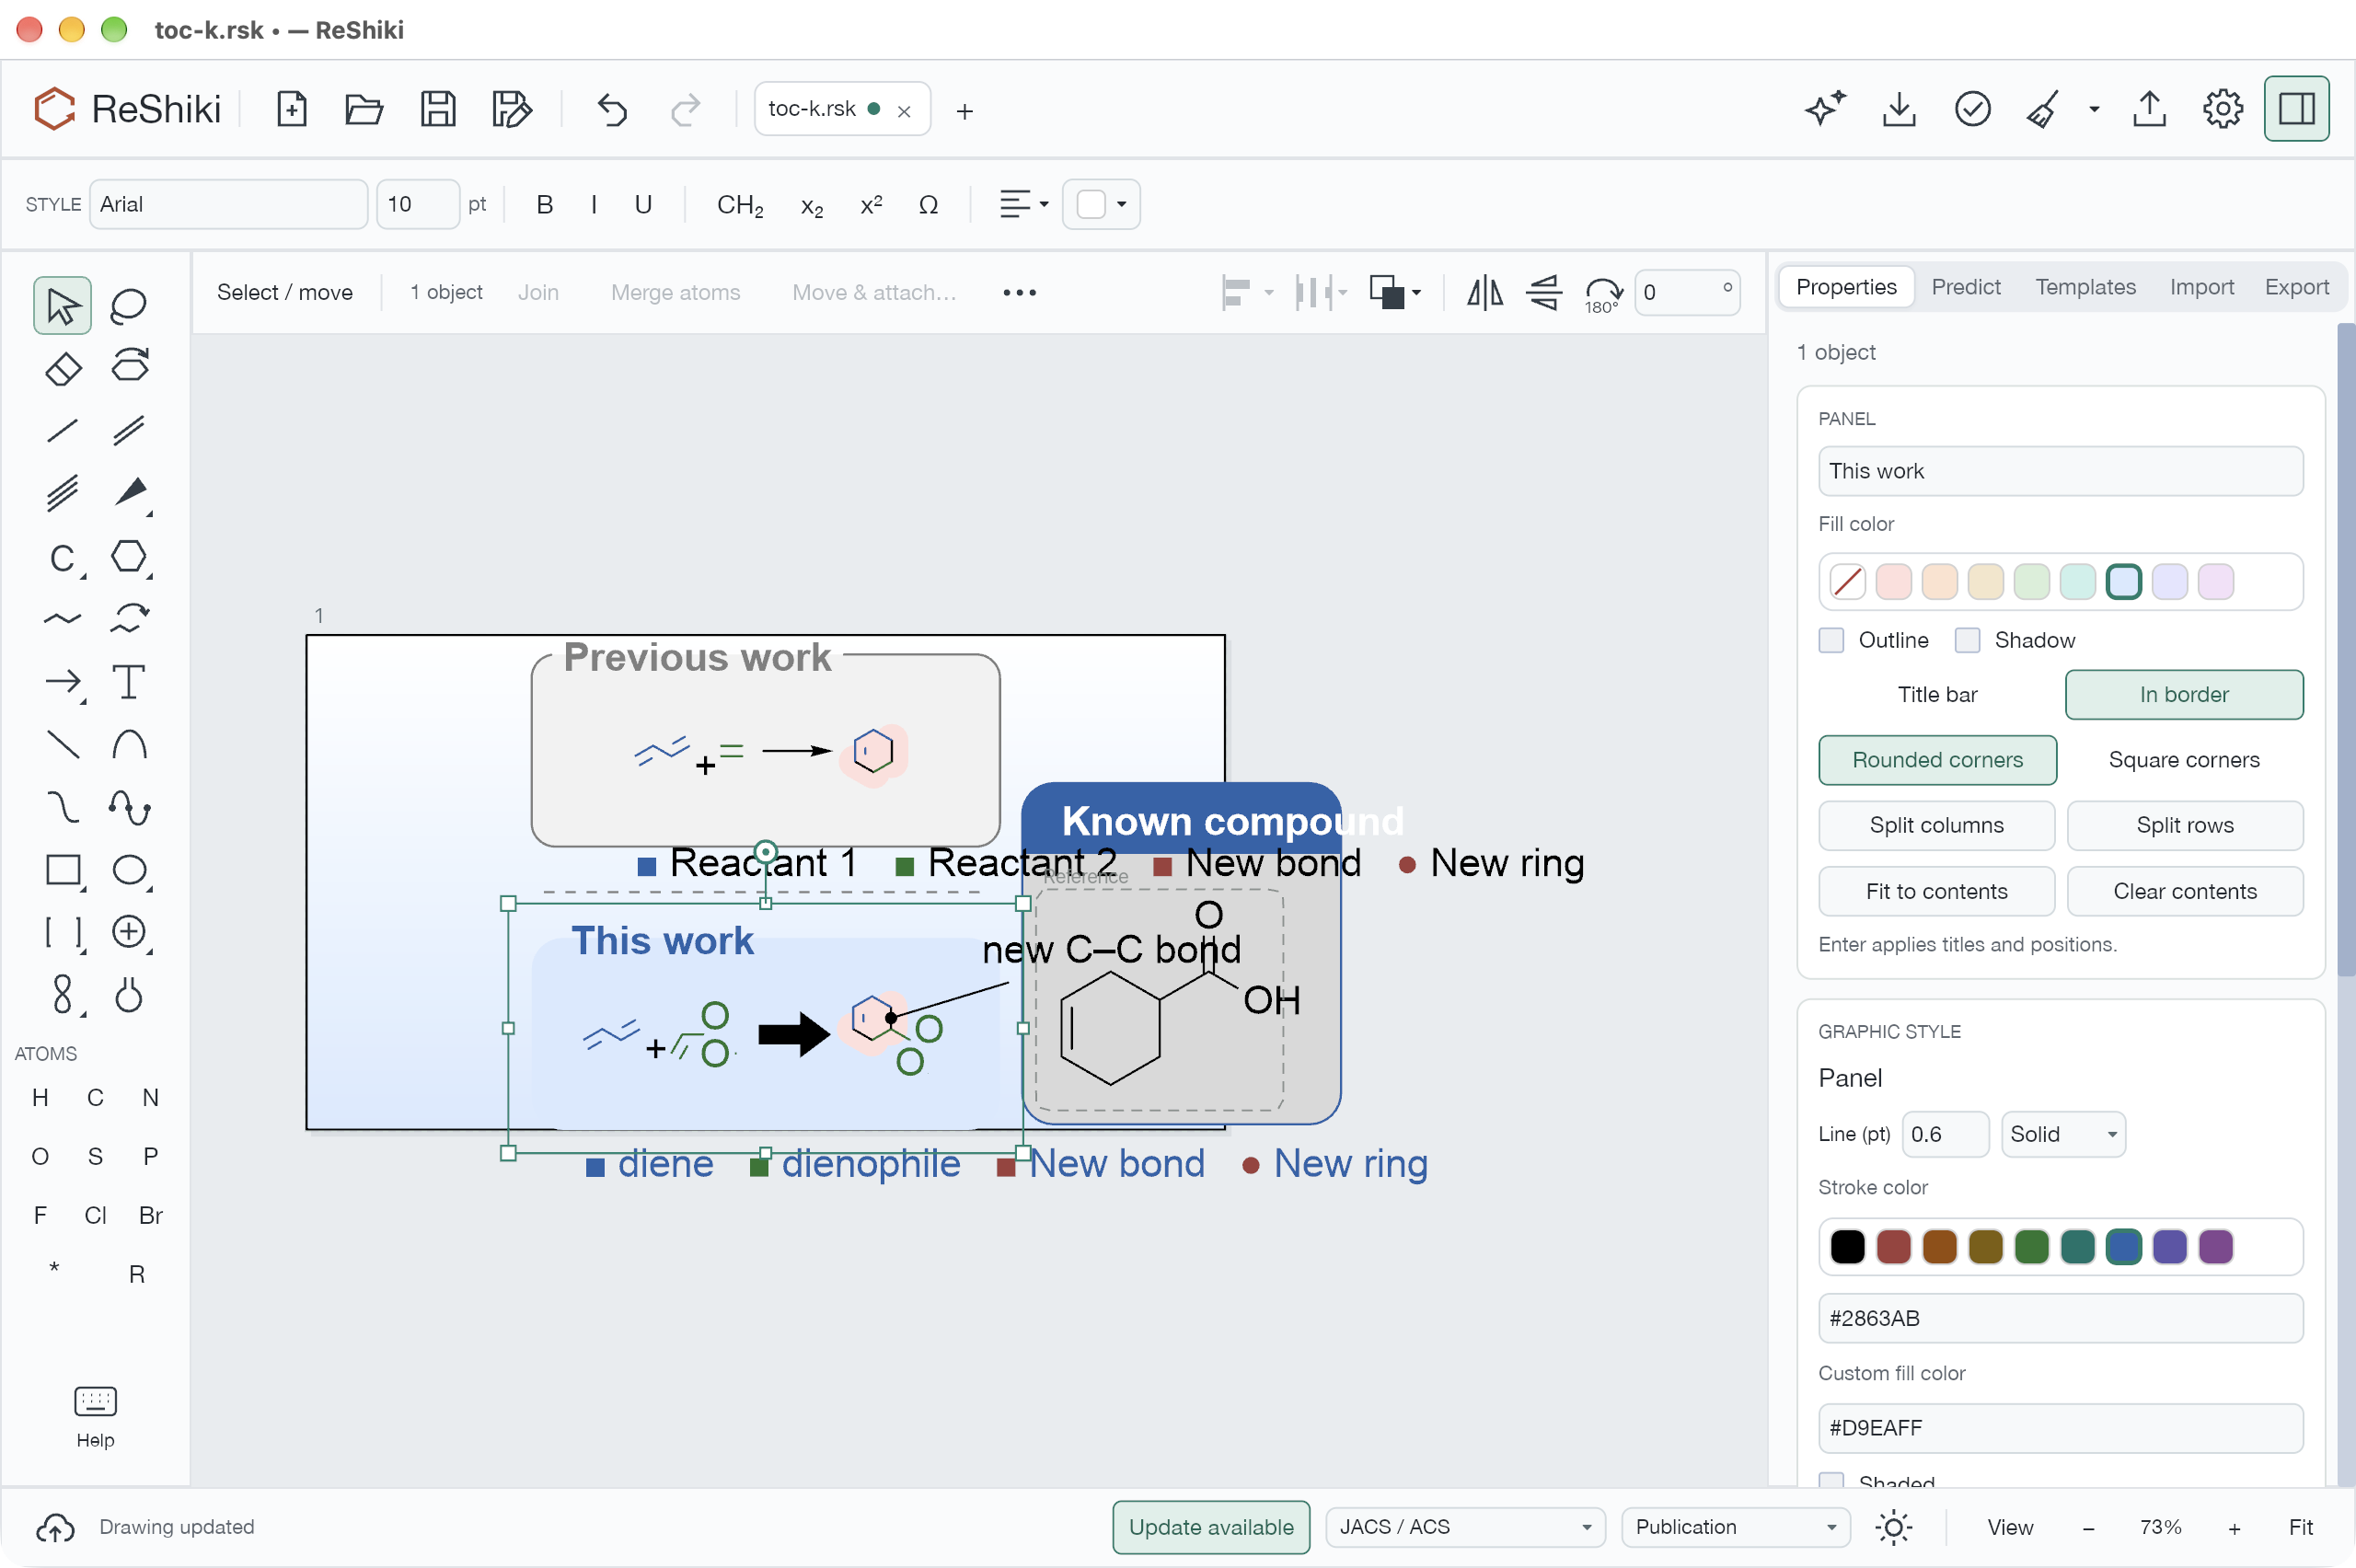 toc-k.rsk • — ReShiki
ReShiki
toc-k.rsk
STYLE Arial 10 pt B I U CH₂ x₂ x² Ω
Select / move 1 object Join Merge atoms Move & attach... 180° 0 °
Properties Predict Templates Import Export
1 object
PANEL
This work
Fill color
Outline Shadow
Title bar In border
Rounded corners Square corners
Split columns Split rows
Fit to contents Clear contents
Enter applies titles and positions.
GRAPHIC STYLE
Panel
Line (pt) 0.6 Solid
Stroke color
#2863AB
Custom fill color
#D9EAFF
Shaded
C
T
ATOMS
H C N
O S P
F Cl Br
* R
Help
1
Previous work
+
Known compound
Reactant 1 Reactant 2 New bond New ring
Reference
This work
new C–C bond
O
OH
+
O
O
O
O
diene dienophile New bond New ring
Drawing updated
Update available JACS / ACS Publication View – 73% + Fit